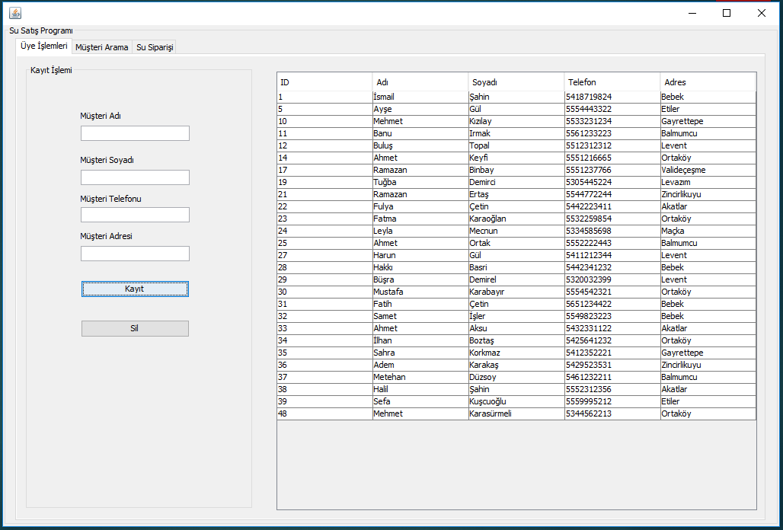 Su Satış Programı
Üye İşlemleri Müşteri Arama Su Siparişi
Kayıt İşlemi
Müşteri Adı
Müşteri Soyadı
Müşteri Telefonu
Müşteri Adresi
Kayıt
Sil
ID Adı Soyadı Telefon Adres
1 İsmail Şahin 5418719824 Bebek
5 Ayşe Gül 5554443322 Etiler
10 Mehmet Kızılay 5533231234 Gayrettepe
11 Banu Irmak 5561233223 Balmumcu
12 Buluş Topal 5512312312 Levent
14 Ahmet Keyfi 5551216665 Ortaköy
17 Ramazan Binbay 5551237766 Valideçeşme
19 Tuğba Demirci 5305445224 Levazım
21 Ramazan Ertaş 5544772244 Zincirlikuyu
22 Fulya Çetin 5442223411 Akatlar
23 Fatma Karaoğlan 5532259854 Ortaköy
24 Leyla Mecnun 5334585698 Maçka
25 Ahmet Ortak 5552222443 Balmumcu
27 Harun Gül 5411212344 Levent
28 Hakkı Basri 5442341232 Bebek
29 Büşra Demirel 5320032399 Levent
30 Mustafa Karabayır 5554542321 Ortaköy
31 Fatih Çetin 5651234422 Bebek
32 Samet İşler 5549823223 Bebek
33 Ahmet Aksu 5432331122 Akatlar
34 İlhan Boztaş 5425641232 Ortaköy
35 Sahra Korkmaz 5412352221 Gayrettepe
36 Adem Karakaş 5429523531 Zincirlikuyu
37 Metehan Düzsoy 5461232211 Balmumcu
38 Halil Şahin 5552312356 Akatlar
39 Sefa Kuşcuoğlu 5559995212 Etiler
48 Mehmet Karasürmeli 5344562213 Ortaköy